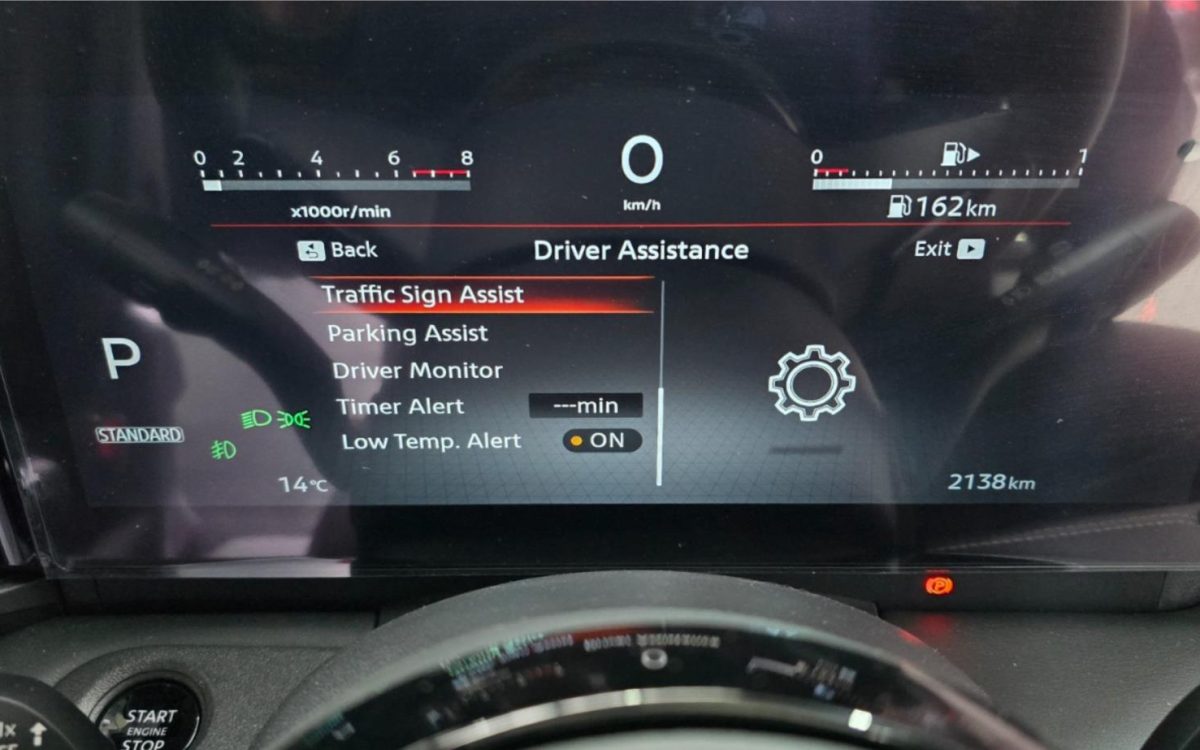 0 2 4 6 8
x1000r/min
0
km/h
0 1
162km
Back
Driver Assistance
Exit
Traffic Sign Assist
Parking Assist
Driver Monitor
Timer Alert ---min
Low Temp. Alert ON
P
STANDARD
14°C
2138km
P
START
ENGINE
STOP